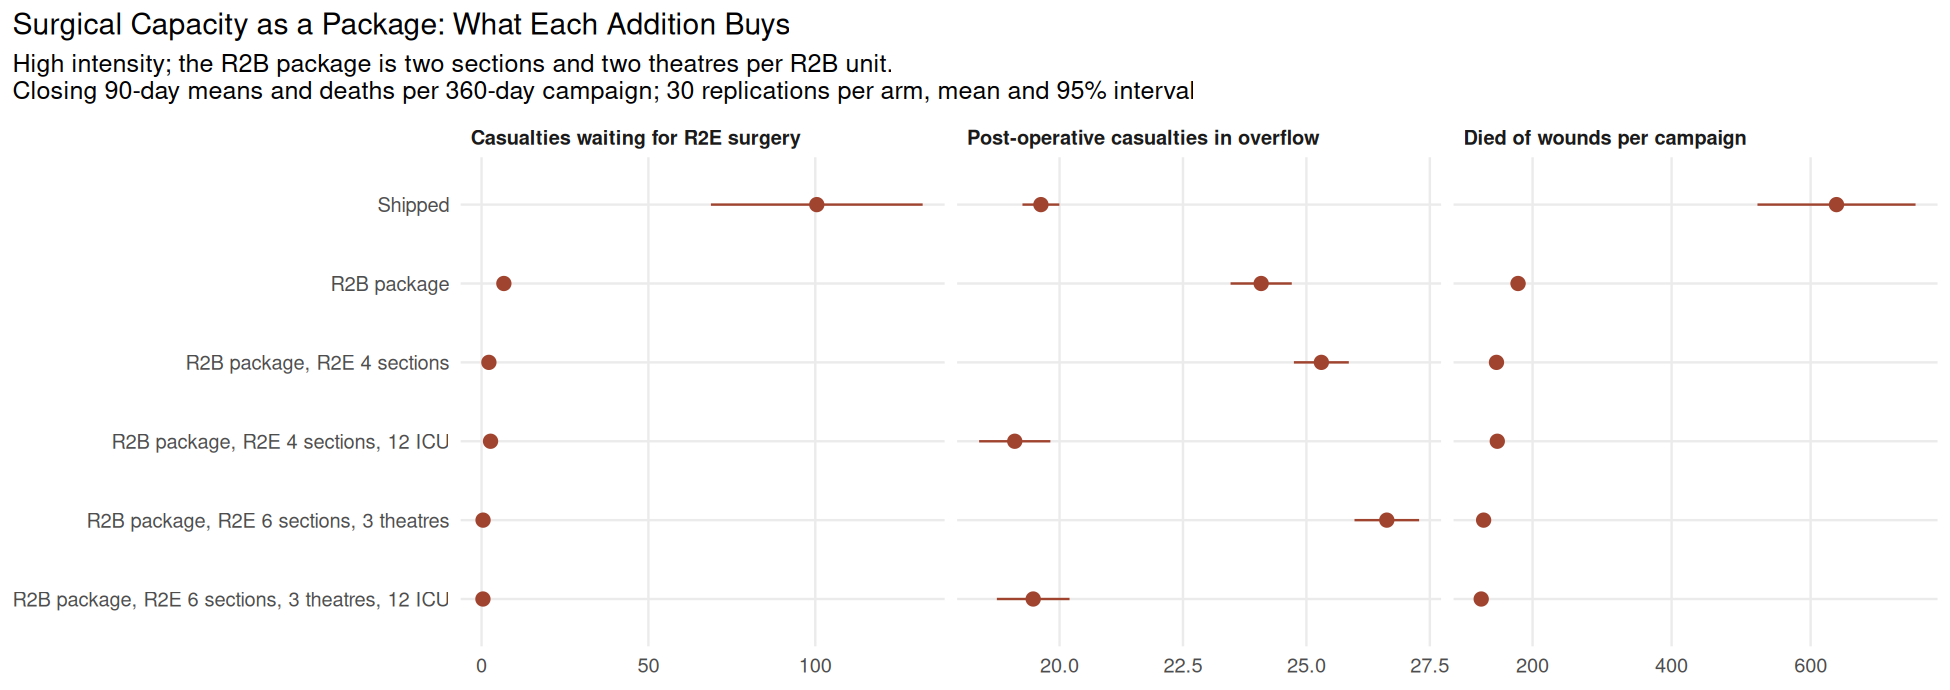 Surgical Capacity as a Package: What Each Addition Buys
High intensity; the R2B package is two sections and two theatres per R2B unit.
Closing 90-day means and deaths per 360-day campaign; 30 replications per arm, mean and 95% interval
Casualties waiting for R2E surgery
Post-operative casualties in overflow
Died of wounds per campaign
Shipped
R2B package
R2B package, R2E 4 sections
R2B package, R2E 4 sections, 12 ICU
R2B package, R2E 6 sections, 3 theatres
R2B package, R2E 6 sections, 3 theatres, 12 ICU
0 50 100
20.0 22.5 25.0 27.5
200 400 600